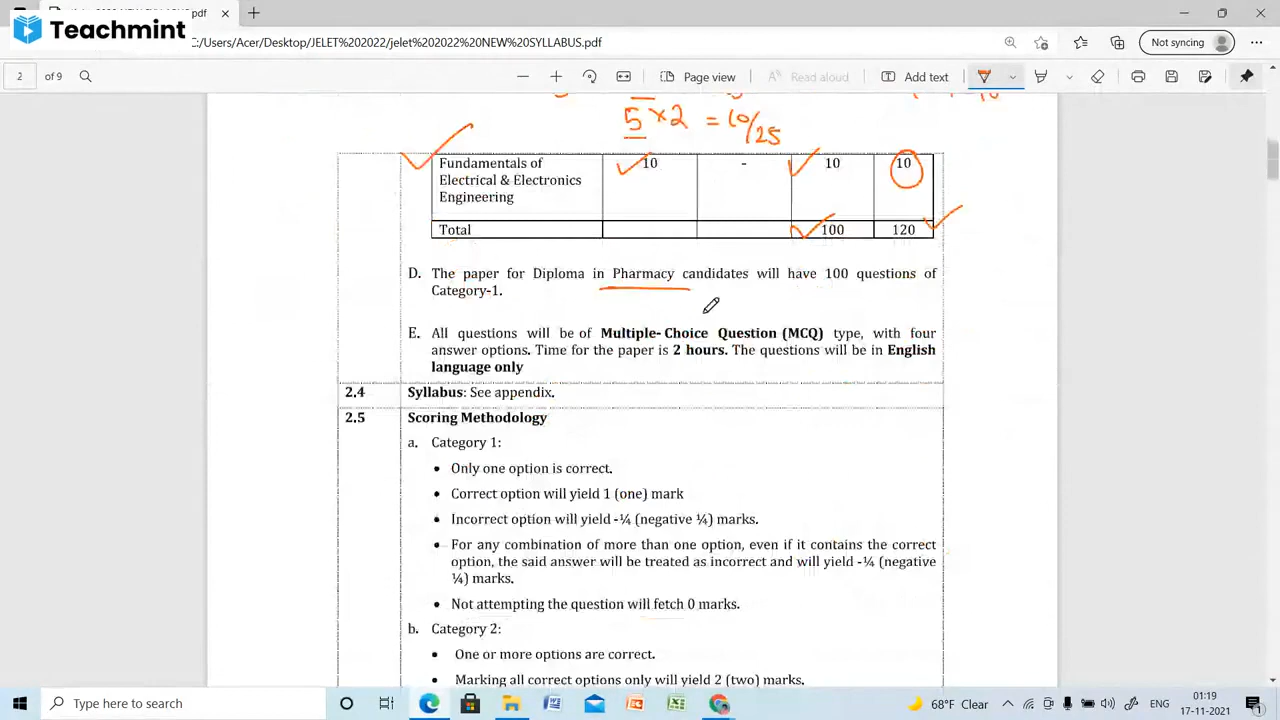 Teachmint
.pdf
C:/Users/Acer/Desktop/JELET%202022/jelet%202022%20NEW%20SYLLABUS.pdf
Not syncing
2 of 9
Page view
Read aloud
Add text
5 × 2 = 10/25
Fundamentals of Electrical & Electronics Engineering 10 - 10 10
Total 100 120
D. The paper for Diploma in Pharmacy candidates will have 100 questions of
Category-1.
E. All questions will be of Multiple- Choice Question (MCQ) type, with four
answer options. Time for the paper is 2 hours. The questions will be in English
language only
2.4 Syllabus: See appendix.
2.5 Scoring Methodology
a. Category 1:
• Only one option is correct.
• Correct option will yield 1 (one) mark
• Incorrect option will yield -¼ (negative ¼) marks.
• For any combination of more than one option, even if it contains the correct
option, the said answer will be treated as incorrect and will yield -¼ (negative
¼) marks.
• Not attempting the question will fetch 0 marks.
b. Category 2:
• One or more options are correct.
• Marking all correct options only will yield 2 (two) marks.
Type here to search
68°F Clear
ENG
01:19
17-11-2021